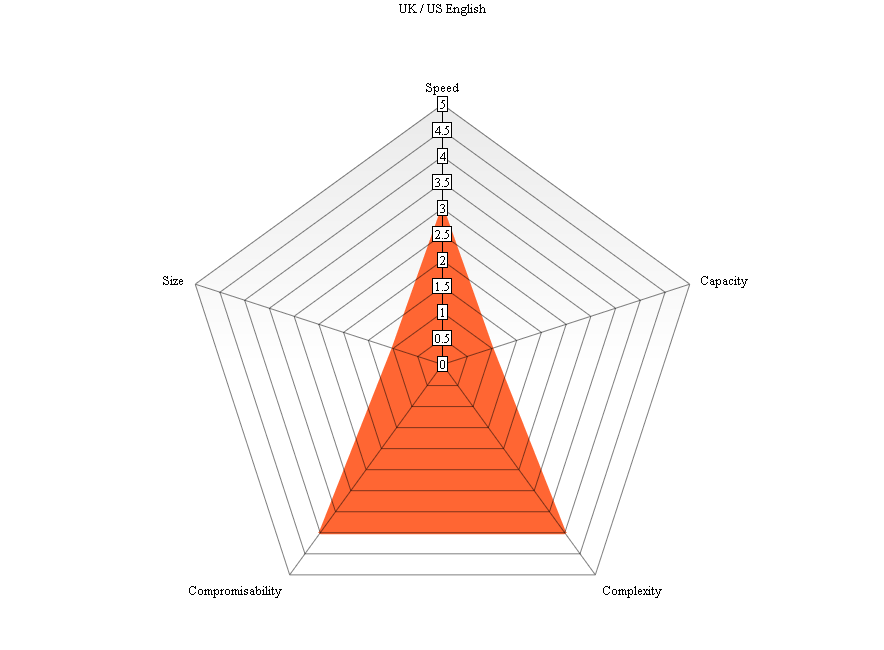 UK / US English
Speed
5
4.5
4
3.5
3
2.5
2
1.5
1
0.5
0
Size
Capacity
Compromisability
Complexity